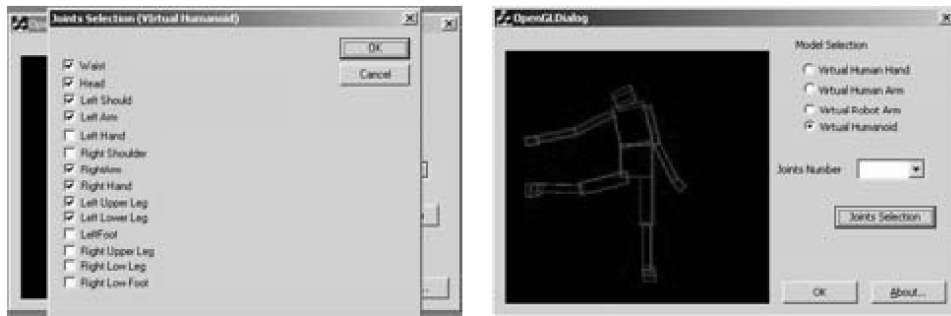 Joints Selection (Virtual Humanoid)
OK
Cancel
Waist
Head
Left Should
Left Arm
Left Hand
Right Shoulder
RightArm
Right Hand
Left Upper Leg
Left Lower Leg
LeftFoot
Right Upper Leg
Right Low Leg
Right Low Foot
OpenGLDialog
Model Selection
Virtual Human Hand
Virtual Human Arm
Virtual Robot Arm
Virtual Humanoid
Joints Number
Joints Selection
OK
About...